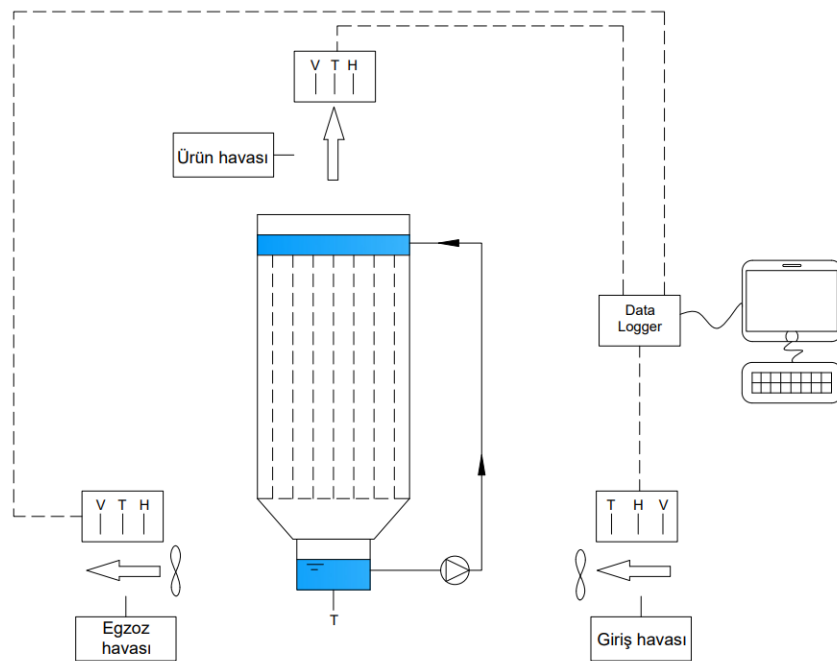 V T H
Ürün havası
Data
Logger
V T H
T H V
T
Egzoz
havası
Giriş havası